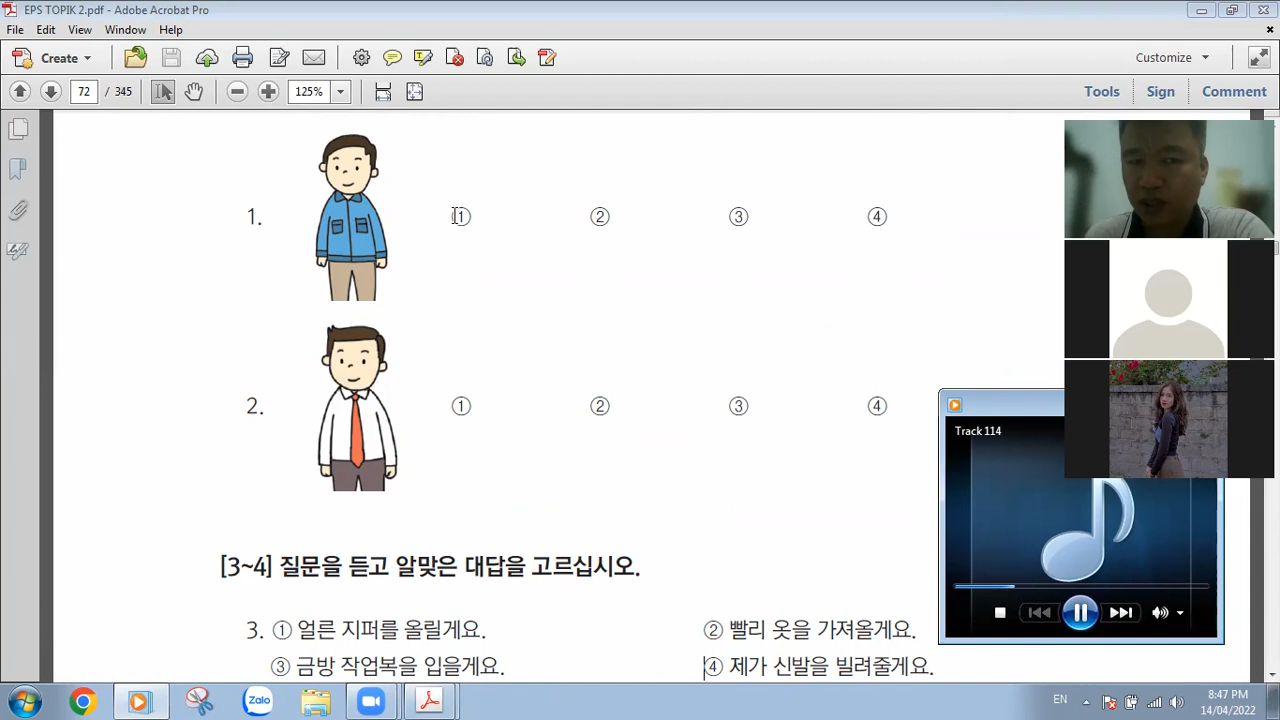 EPS TOPIK 2.pdf - Adobe Acrobat Pro
File Edit View Window Help
Create Customize
72 / 345 125% Tools Sign Comment
1. ① ② ③ ④
2. ① ② ③ ④
Track 114
[3~4] 질문을 듣고 알맞은 대답을 고르십시오.
3. ① 얼른 지퍼를 올릴게요. ② 빨리 옷을 가져올게요.
③ 금방 작업복을 입을게요. ④ 제가 신발을 빌려줄게요.
Zalo EN 8:47 PM
14/04/2022